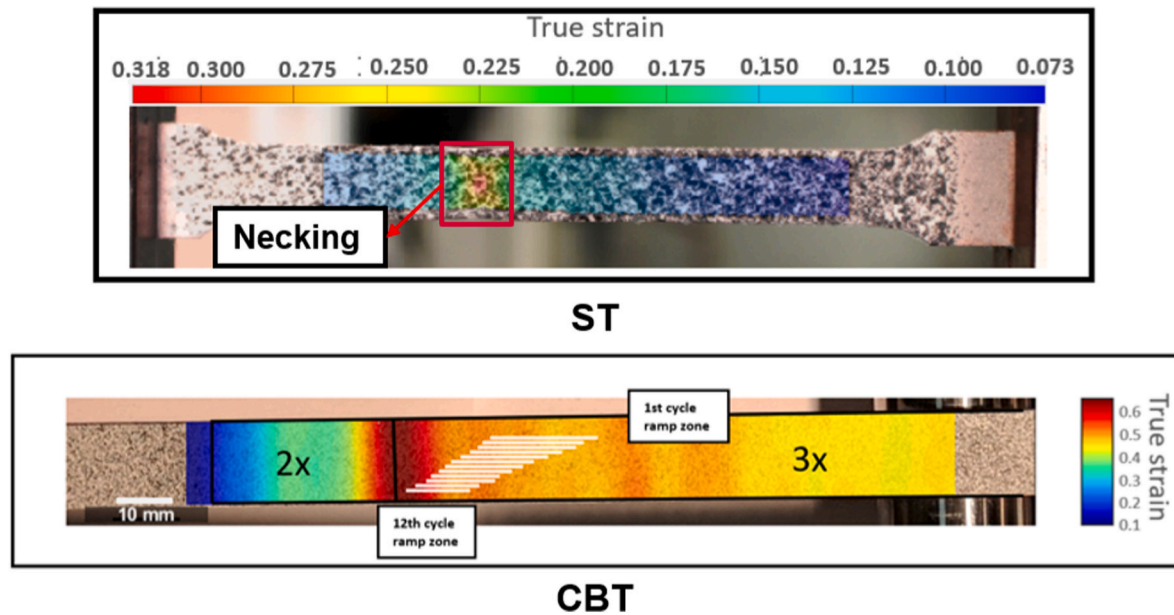 True strain
0.318 0.300 0.275 0.250 0.225 0.200 0.175 0.150 0.125 0.100 0.073
Necking
ST
1st cycle
ramp zone
2x
3x
10 mm
12th cycle
ramp zone
0.6
0.5
0.4
0.3
0.2
0.1
True strain
CBT